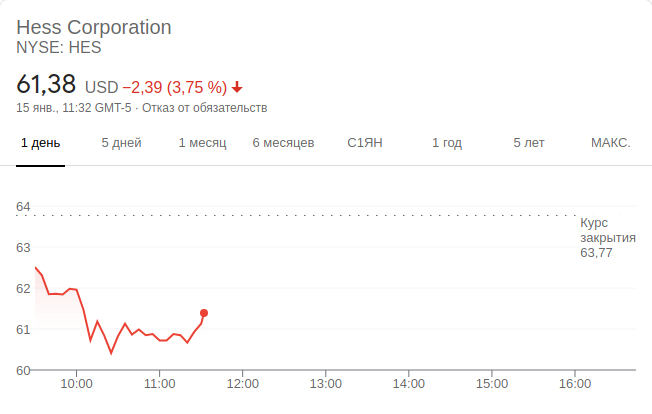 Hess Corporation
NYSE: HES
61,38 USD −2,39 (3,75 %)
15 янв., 11:32 GMT-5 · Отказ от обязательств
1 день 5 дней 1 месяц 6 месяцев С1ЯН 1 год 5 лет МАКС.
64
Курс
закрытия
63,77
63
62
61
60
10:00 11:00 12:00 13:00 14:00 15:00 16:00